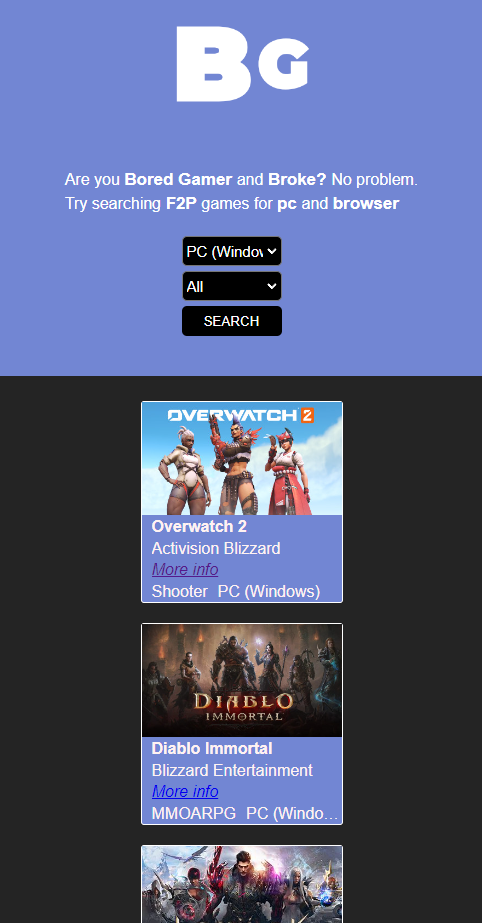 BG
Are you Bored Gamer and Broke? No problem.
Try searching F2P games for pc and browser
PC (Window
All
SEARCH
OVERWATCH 2
Overwatch 2
Activision Blizzard
More info
Shooter PC (Windows)
DIABLO
IMMORTAL
Diablo Immortal
Blizzard Entertainment
More info
MMOARPG PC (Windo...